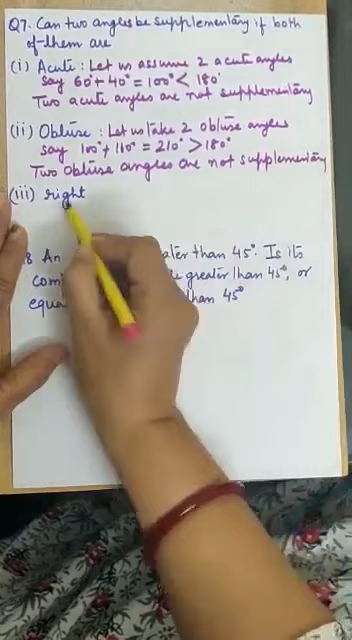 Q7. Can two angles be supplementary if both
of them are
(i) Acute : Let us assume 2 acute angles
say 60° + 40° = 100° < 180°
Two acute angles are not supplementary
(ii) Obtuse : Let us take 2 obtuse angles
say 100° + 110° = 210° > 180°
Two obtuse angles are not supplementary
(iii) right
8 An ater than 45°. Is its
com greater than 45°, or
equa than 45°